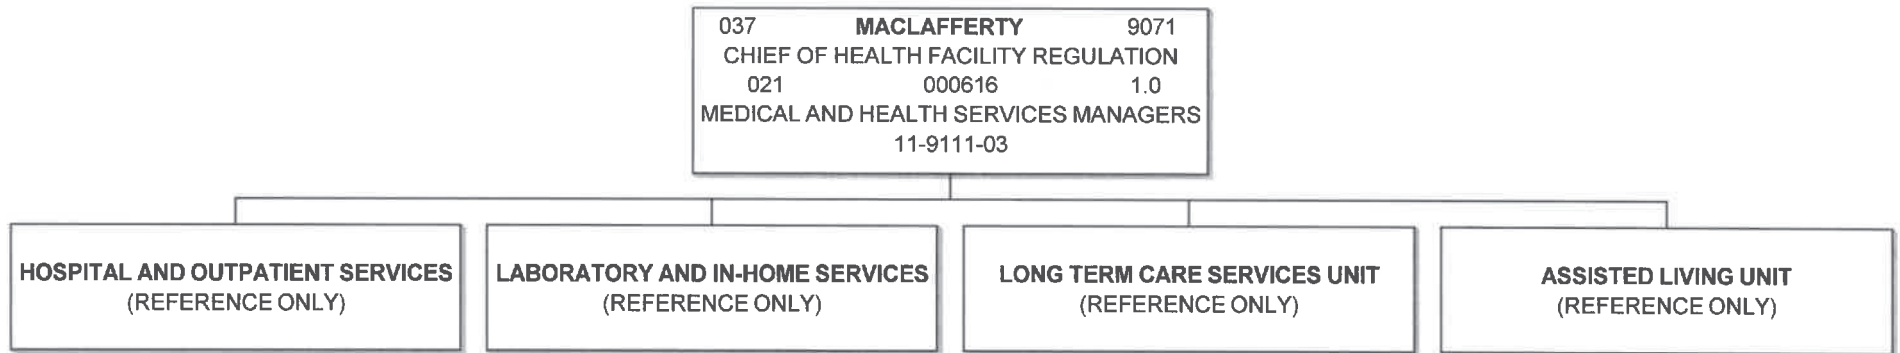 037 MACLAFFERTY 9071
CHIEF OF HEALTH FACILITY REGULATION
021 000616 1.0
MEDICAL AND HEALTH SERVICES MANAGERS
11-9111-03
HOSPITAL AND OUTPATIENT SERVICES
(REFERENCE ONLY)
LABORATORY AND IN-HOME SERVICES
(REFERENCE ONLY)
LONG TERM CARE SERVICES UNIT
(REFERENCE ONLY)
ASSISTED LIVING UNIT
(REFERENCE ONLY)